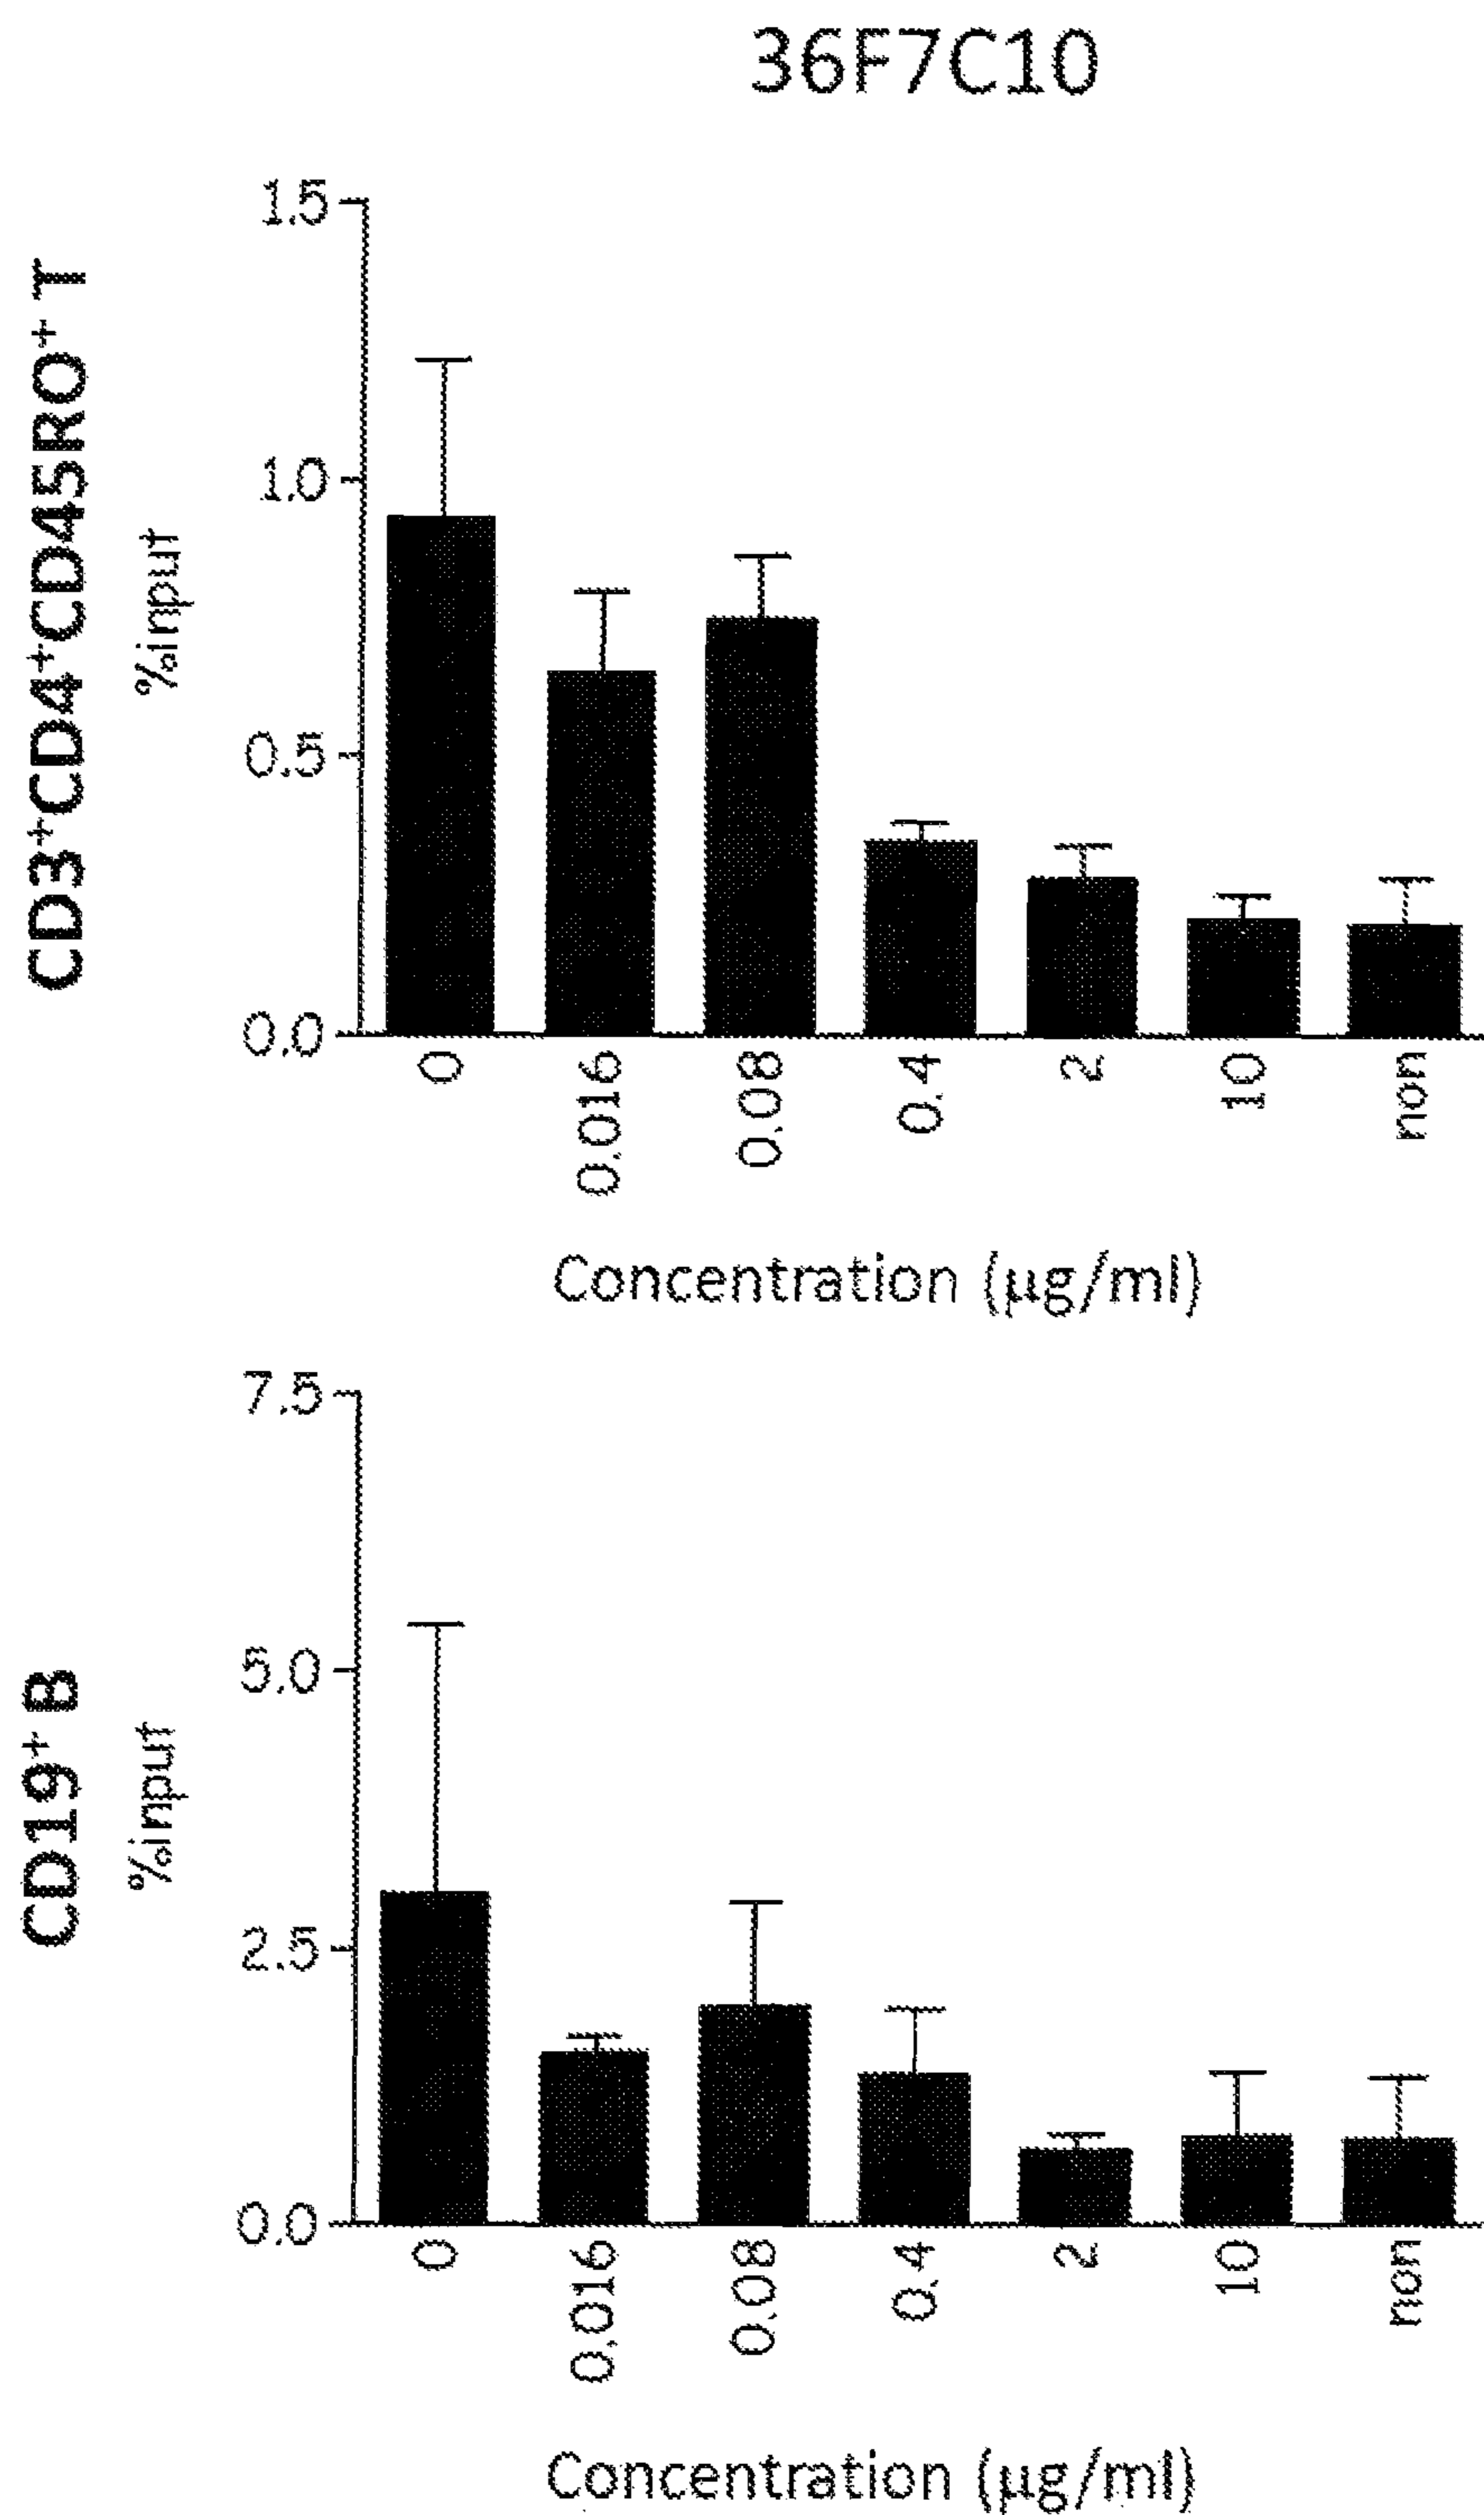 36F7C10
CD3⁺CD4⁺CD45RO⁺ T
%input
1.5
1.0
0.5
0.0
0
0.016
0.08
0.4
2
10
non
Concentration (μg/ml)
CD19⁺ B
%input
7.5
5.0
2.5
0.0
0
0.016
0.08
0.4
2
10
non
Concentration (μg/ml)